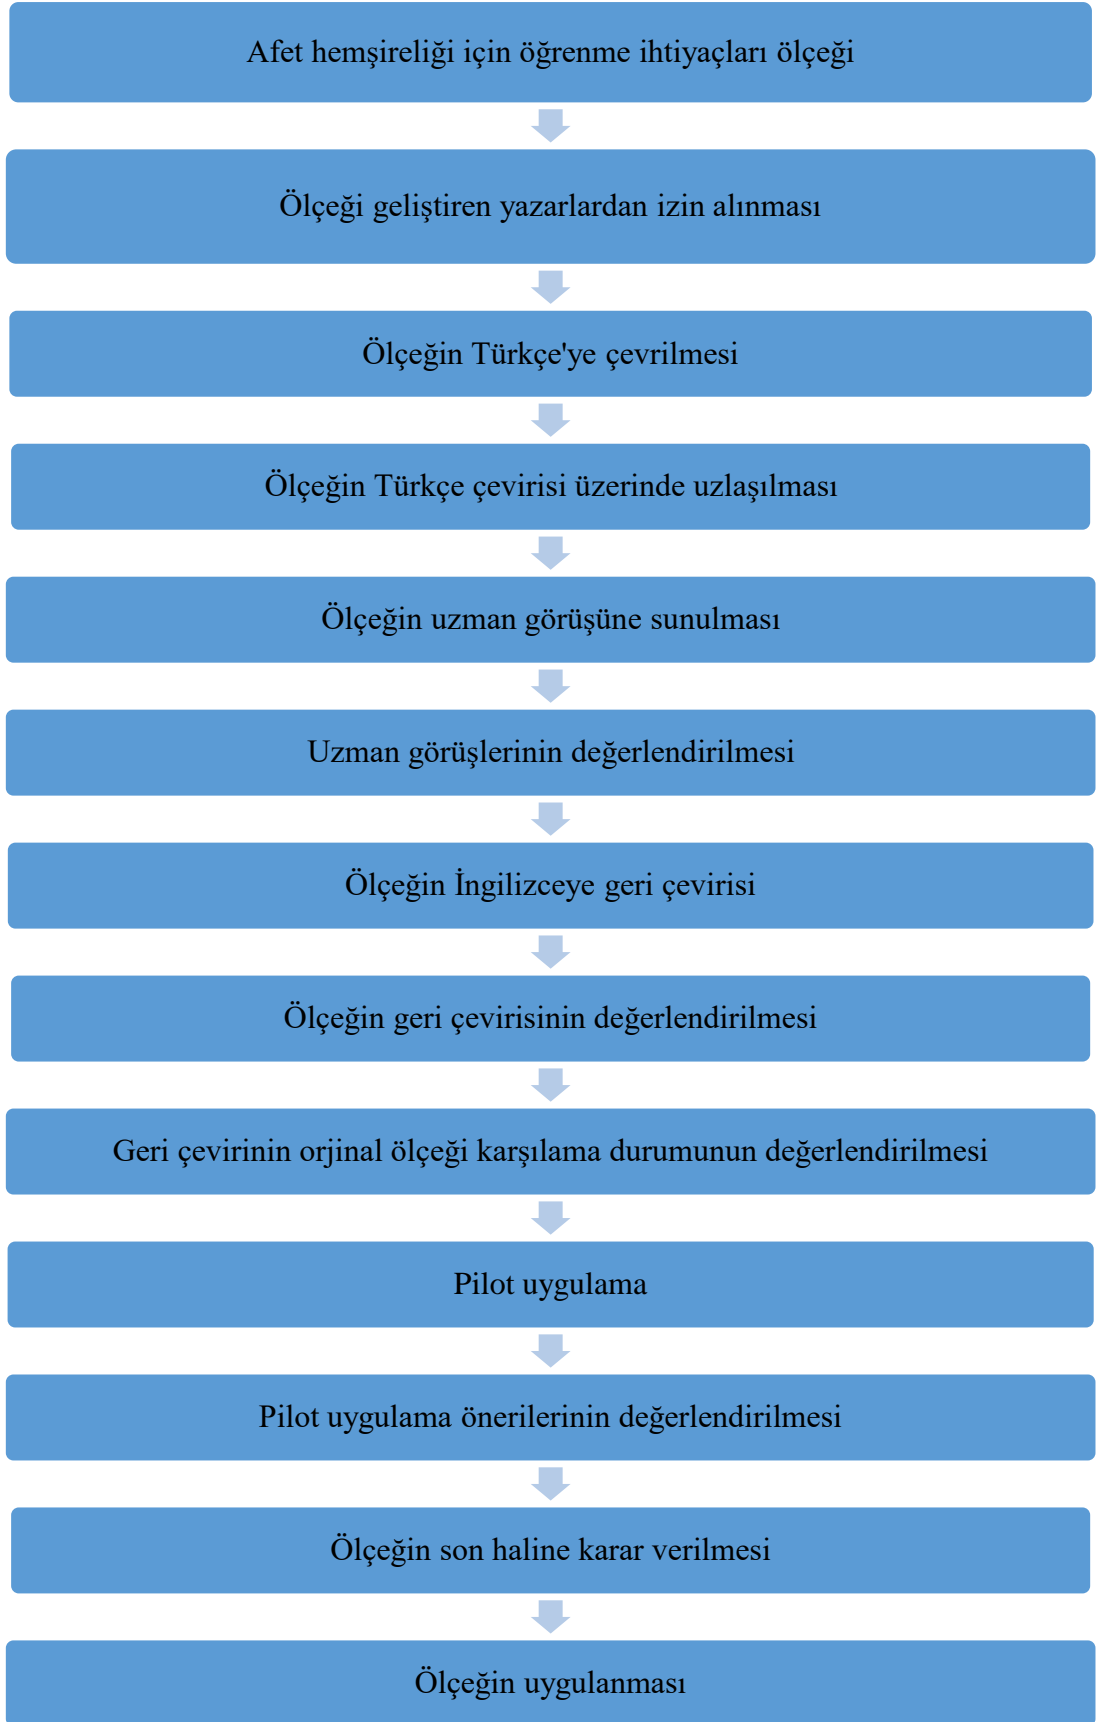 Afet hemşireliği için öğrenme ihtiyaçları ölçeği
Ölçeği geliştiren yazarlardan izin alınması
Ölçeğin Türkçe'ye çevrilmesi
Ölçeğin Türkçe çevirisi üzerinde uzlaşılması
Ölçeğin uzman görüşüne sunulması
Uzman görüşlerinin değerlendirilmesi
Ölçeğin İngilizceye geri çevirisi
Ölçeğin geri çevirisinin değerlendirilmesi
Geri çevirinin orjinal ölçeği karşılama durumunun değerlendirilmesi
Pilot uygulama
Pilot uygulama önerilerinin değerlendirilmesi
Ölçeğin son haline karar verilmesi
Ölçeğin uygulanması